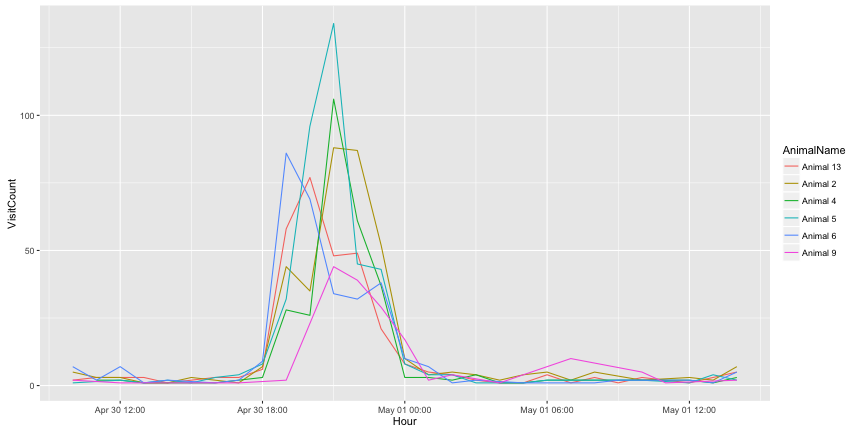 VisitCount
100
50
0
Apr 30 12:00
Apr 30 18:00
May 01 00:00
May 01 06:00
May 01 12:00
Hour
AnimalName
Animal 13
Animal 2
Animal 4
Animal 5
Animal 6
Animal 9